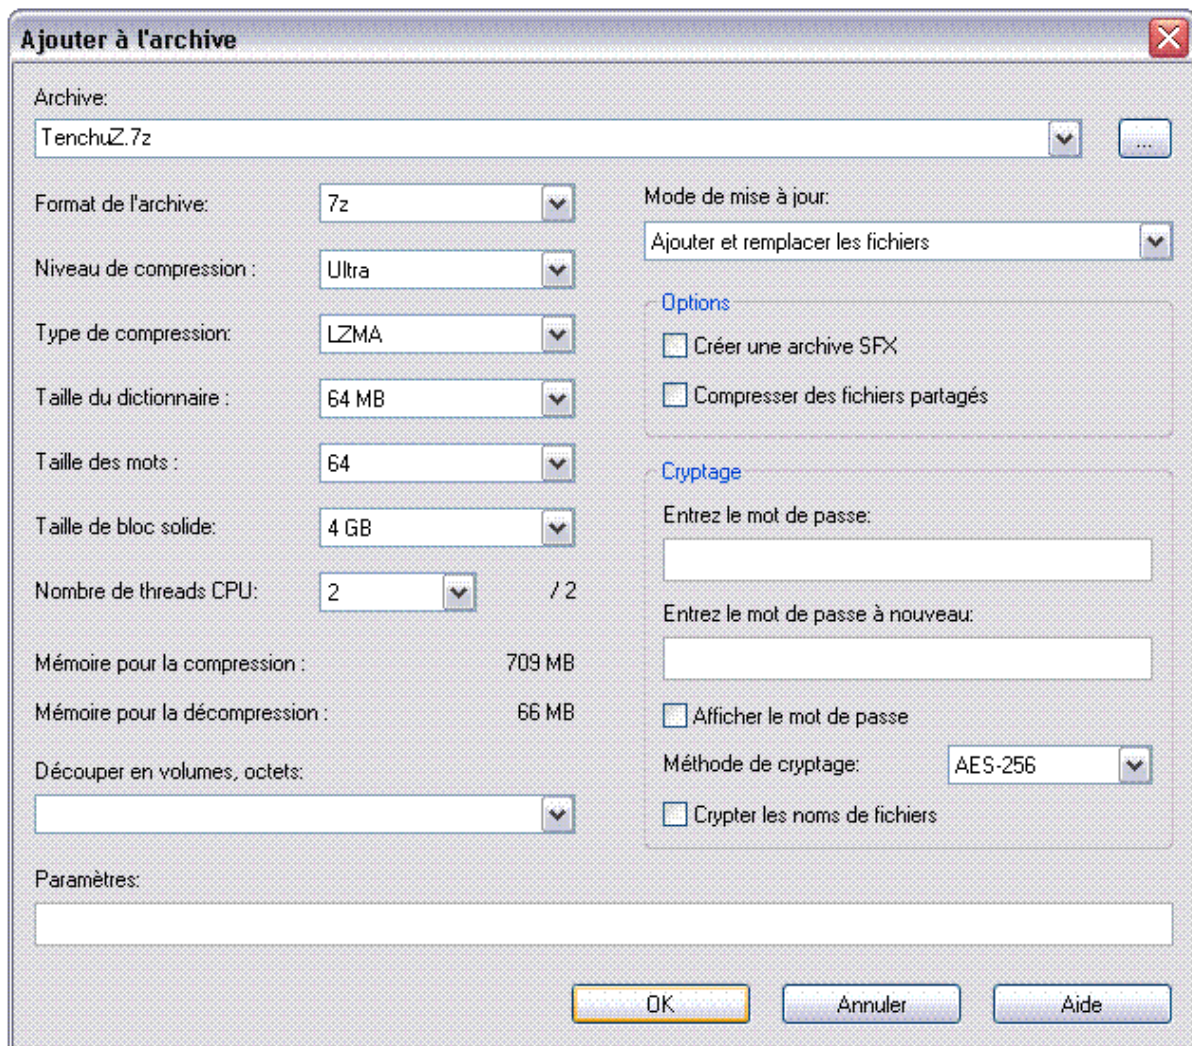 Ajouter à l'archive
Archive:
TenchuZ.7z
...
Format de l'archive:
7z
Niveau de compression :
Ultra
Type de compression:
LZMA
Taille du dictionnaire :
64 MB
Taille des mots :
64
Taille de bloc solide:
4 GB
Nombre de threads CPU:
2
/ 2
Mémoire pour la compression :
709 MB
Mémoire pour la décompression :
66 MB
Découper en volumes, octets:
Mode de mise à jour:
Ajouter et remplacer les fichiers
Options
Créer une archive SFX
Compresser des fichiers partagés
Cryptage
Entrez le mot de passe:
Entrez le mot de passe à nouveau:
Afficher le mot de passe
Méthode de cryptage:
AES-256
Crypter les noms de fichiers
Paramètres:
OK
Annuler
Aide